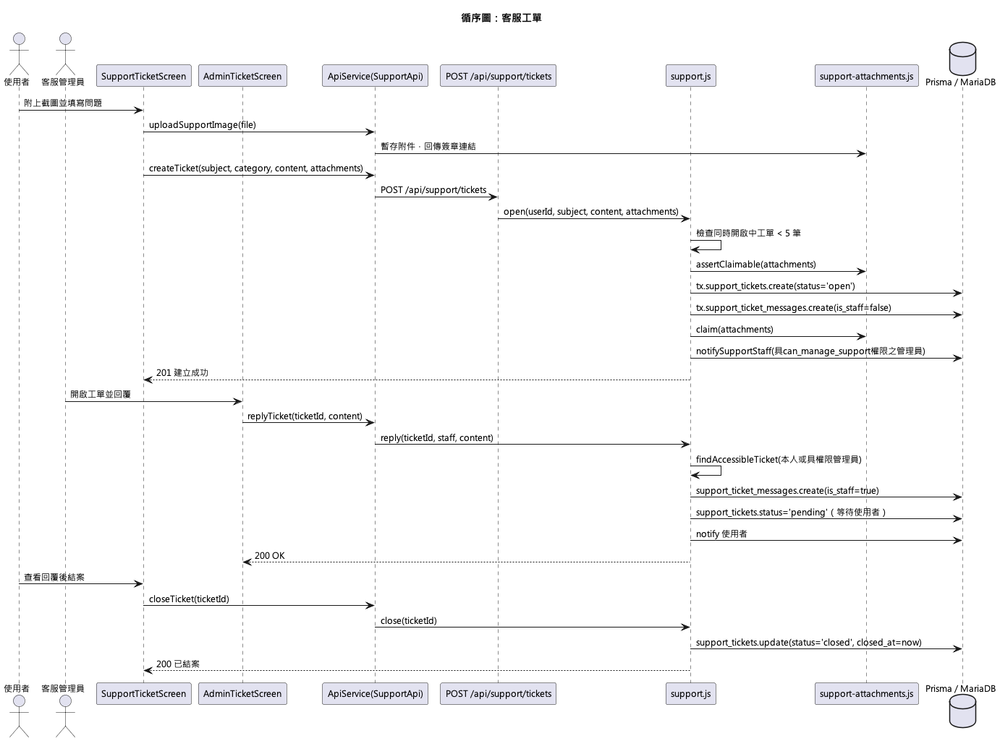 循序圖：客服工單
使用者
客服管理員
SupportTicketScreen
AdminTicketScreen
ApiService(SupportApi)
POST /api/support/tickets
support.js
support-attachments.js
Prisma / MariaDB
附上截圖並填寫問題
uploadSupportImage(file)
暫存附件，回傳簽章連結
createTicket(subject, category, content, attachments)
POST /api/support/tickets
open(userId, subject, content, attachments)
檢查同時開啟中工單 < 5 筆
assertClaimable(attachments)
tx.support_tickets.create(status='open')
tx.support_ticket_messages.create(is_staff=false)
claim(attachments)
notifySupportStaff(具can_manage_support權限之管理員)
201 建立成功
開啟工單並回覆
replyTicket(ticketId, content)
reply(ticketId, staff, content)
findAccessibleTicket(本人或具權限管理員)
support_ticket_messages.create(is_staff=true)
support_tickets.status='pending'（等待使用者）
notify 使用者
200 OK
查看回覆後結案
closeTicket(ticketId)
close(ticketId)
support_tickets.update(status='closed', closed_at=now)
200 已結案
使用者
客服管理員
SupportTicketScreen
AdminTicketScreen
ApiService(SupportApi)
POST /api/support/tickets
support.js
support-attachments.js
Prisma / MariaDB